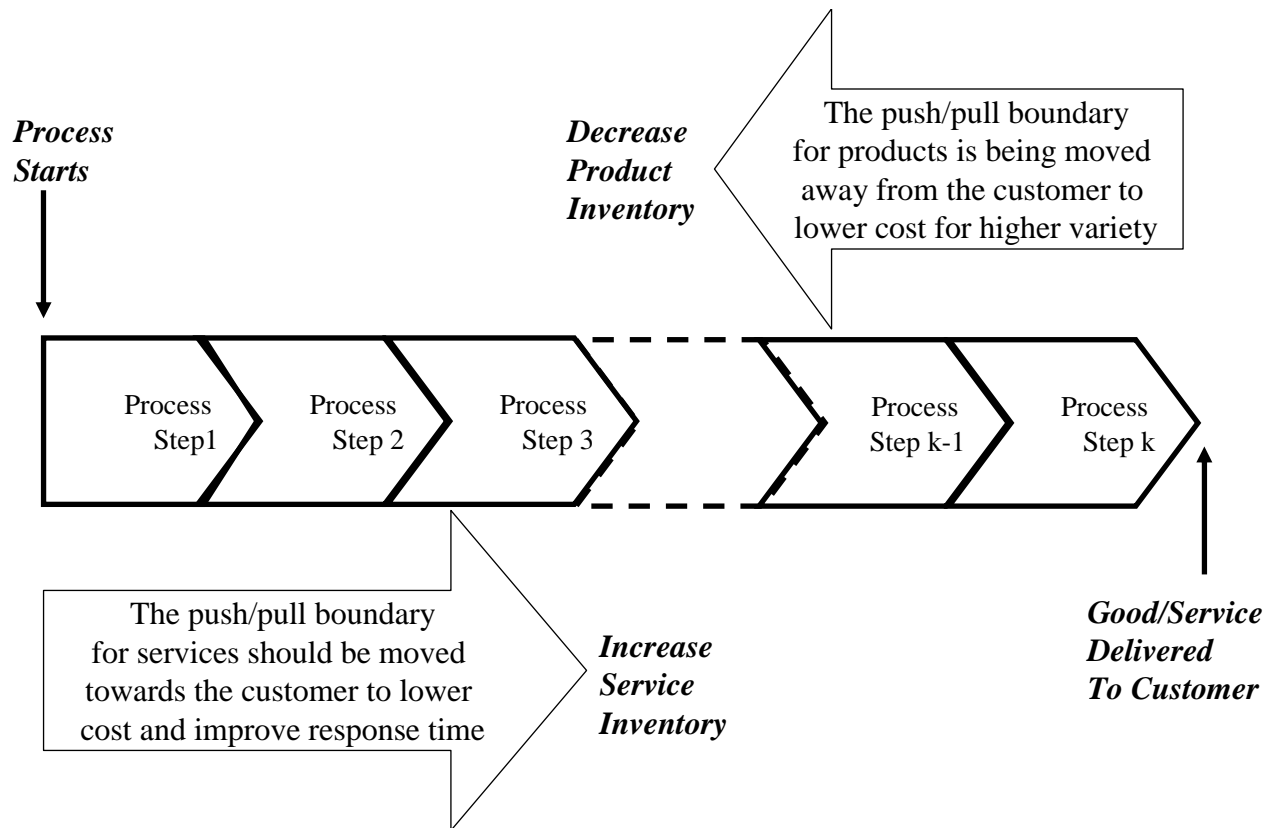 Process
Starts
Decrease
Product
Inventory
The push/pull boundary
for products is being moved
away from the customer to
lower cost for higher variety
Process
Step1
Process
Step 2
Process
Step 3
Process
Step k-1
Process
Step k
The push/pull boundary
for services should be moved
towards the customer to lower
cost and improve response time
Increase
Service
Inventory
Good/Service
Delivered
To Customer